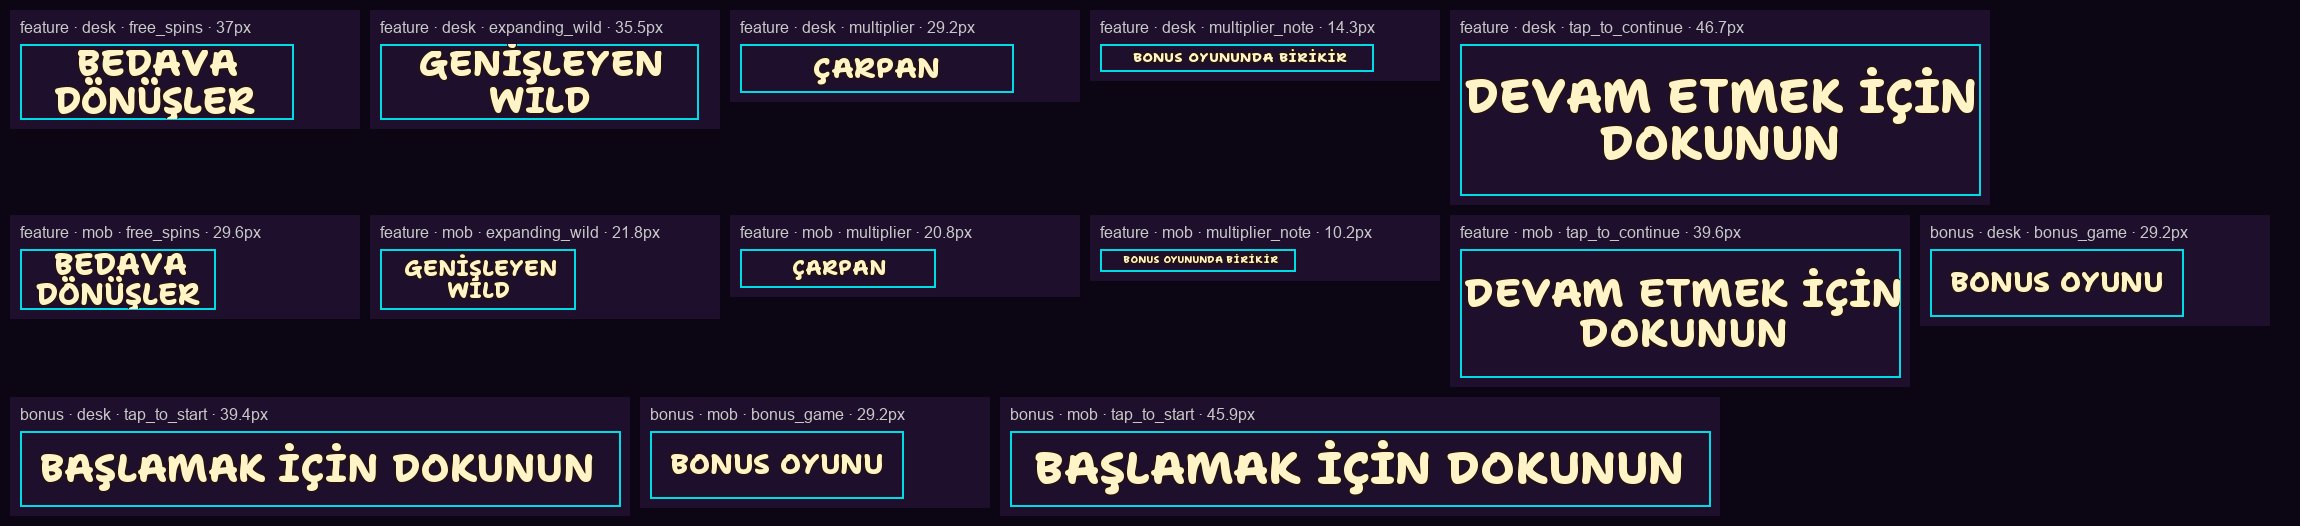 feature · desk · free_spins · 37px
BEDAVA
DÖNÜŞLER
feature · desk · expanding_wild · 35.5px
GENİŞLEYEN
WILD
feature · desk · multiplier · 29.2px
ÇARPAN
feature · desk · multiplier_note · 14.3px
BONUS OYUNUNDA BİRİKİR
feature · desk · tap_to_continue · 46.7px
DEVAM ETMEK İÇİN
DOKUNUN
feature · mob · free_spins · 29.6px
BEDAVA
DÖNÜŞLER
feature · mob · expanding_wild · 21.8px
GENİŞLEYEN
WILD
feature · mob · multiplier · 20.8px
ÇARPAN
feature · mob · multiplier_note · 10.2px
BONUS OYUNUNDA BİRİKİR
feature · mob · tap_to_continue · 39.6px
DEVAM ETMEK İÇİN
DOKUNUN
bonus · desk · bonus_game · 29.2px
BONUS OYUNU
bonus · desk · tap_to_start · 39.4px
BAŞLAMAK İÇİN DOKUNUN
bonus · mob · bonus_game · 29.2px
BONUS OYUNU
bonus · mob · tap_to_start · 45.9px
BAŞLAMAK İÇİN DOKUNUN